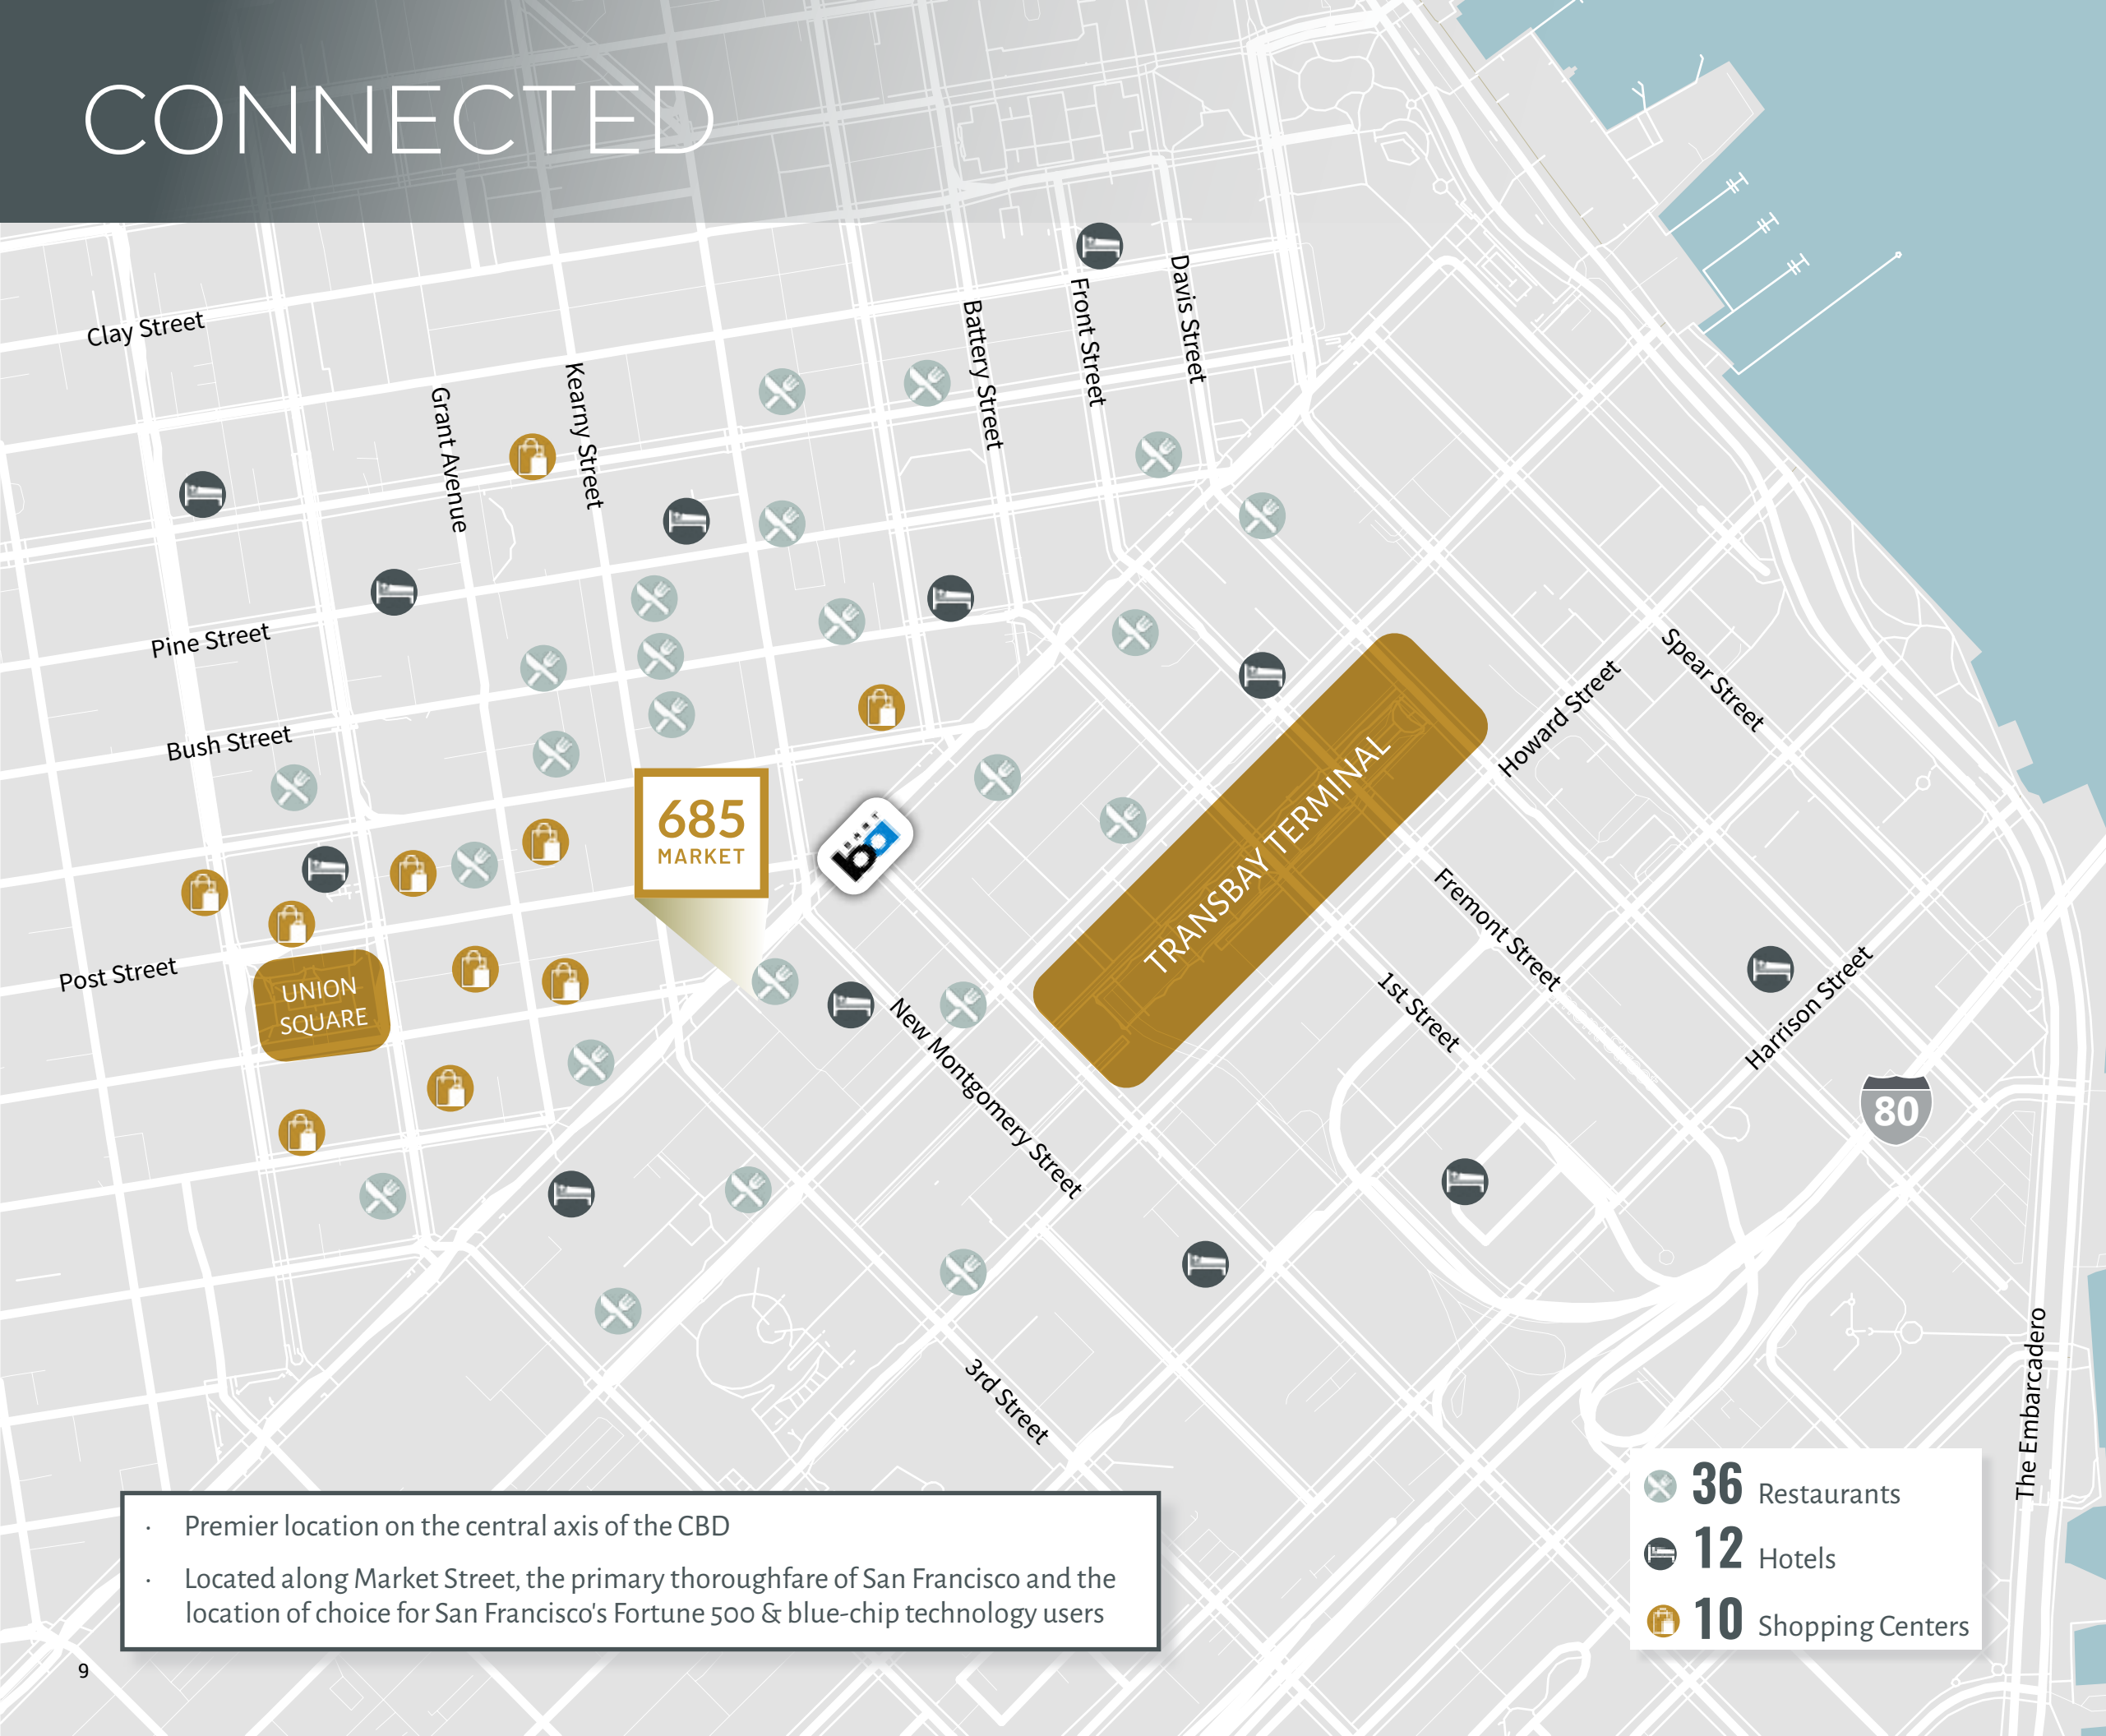 CONNECTED
Clay Street
Grant Avenue
Kearny Street
Battery Street
Front Street
Davis Street
Pine Street
Bush Street
Post Street
UNION
SQUARE
685
MARKET
ba
TRANSBAY TERMINAL
Howard Street
Spear Street
Fremont Street
1st Street
Harrison Street
New Montgomery Street
3rd Street
80
The Embarcadero
· Premier location on the central axis of the CBD
· Located along Market Street, the primary thoroughfare of San Francisco and the
location of choice for San Francisco's Fortune 500 & blue-chip technology users
36 Restaurants
12 Hotels
10 Shopping Centers
9